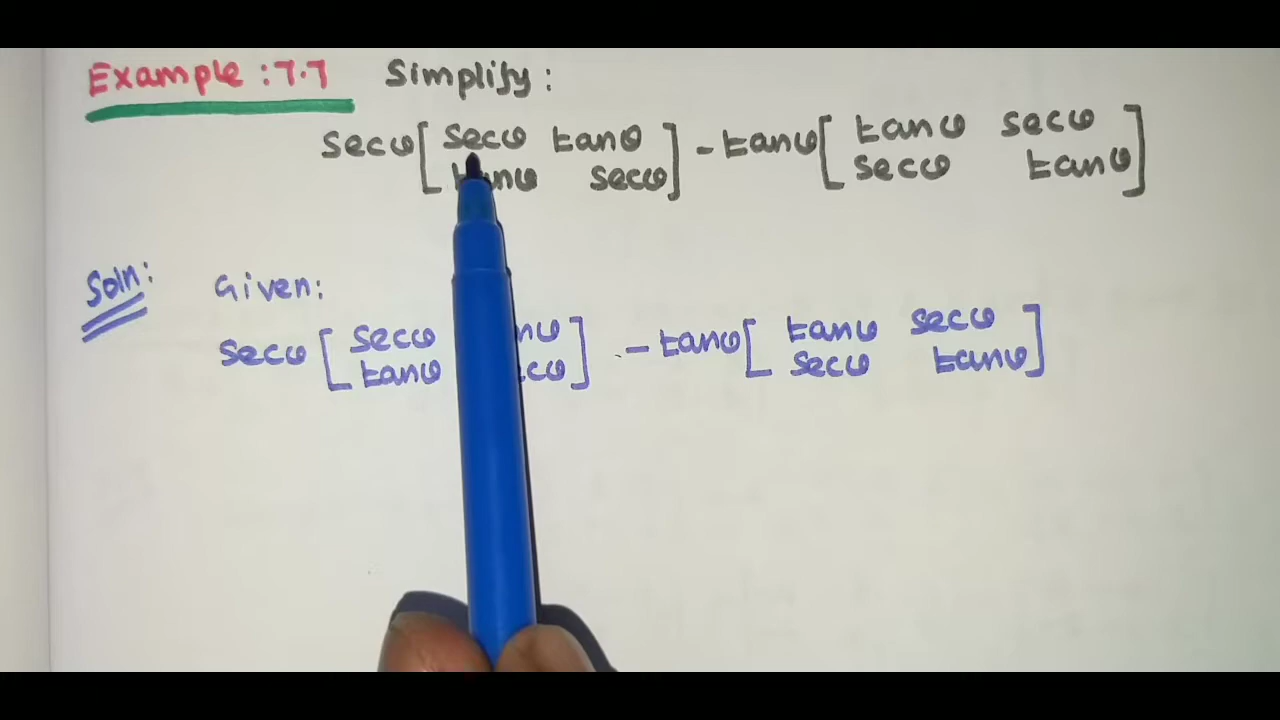 Example : 7.7 Simplify :
secθ [ secθ tanθ ] - tanθ [ tanθ secθ ]
tanθ secθ secθ tanθ
Soln: Given:
secθ [ secθ ] - tanθ [ tanθ secθ ]
tanθ secθ tanθ